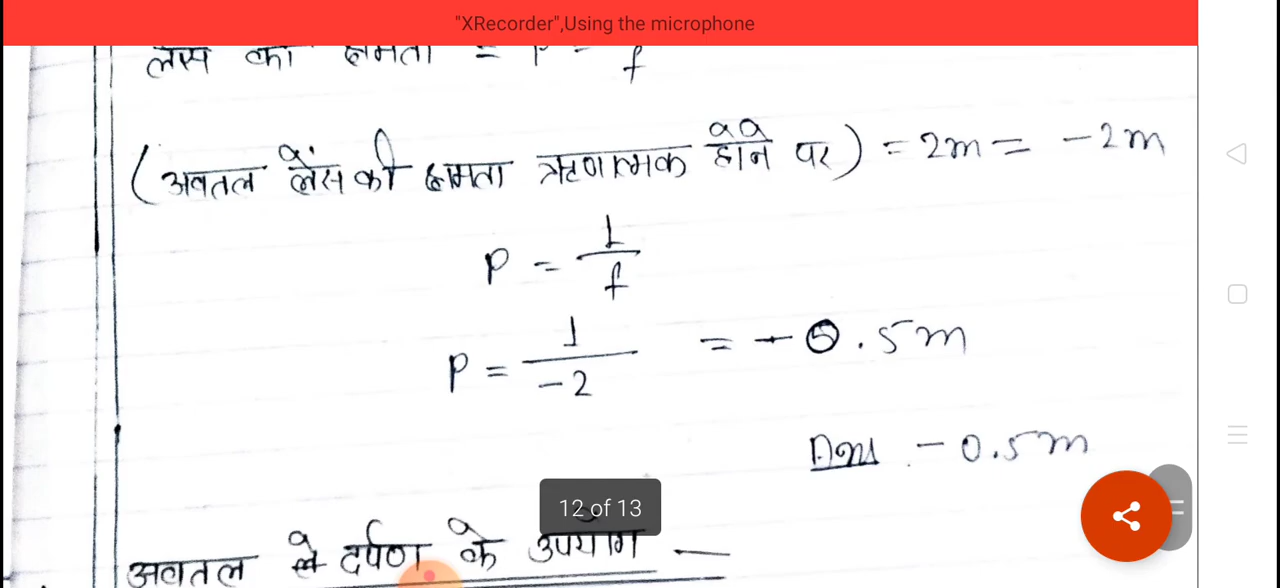 "XRecorder",Using the microphone
लेंस की क्षमता = P = f
(अवतल लेंस की क्षमता ऋणात्मक होने पर) = 2m = -2m
P = 1/f
P = 1/-2 = -0.5m
Ans -0.5m
12 of 13
अवतल दर्पण के उपयोग —